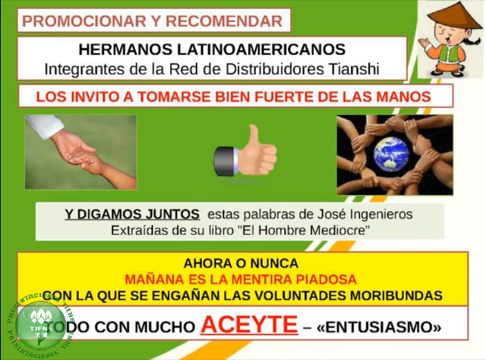 PROMOCIONAR Y RECOMENDAR
HERMANOS LATINOAMERICANOS
Integrantes de la Red de Distribuidores Tianshi
LOS INVITO A TOMARSE BIEN FUERTE DE LAS MANOS
Y DIGAMOS JUNTOS estas palabras de José Ingenieros
Extraídas de su libro "El Hombre Mediocre"
AHORA O NUNCA
MAÑANA ES LA MENTIRA PIADOSA
CON LA QUE SE ENGAÑAN LAS VOLUNTADES MORIBUNDAS
TODO CON MUCHO ACEYTE – «ENTUSIASMO»
TIENS